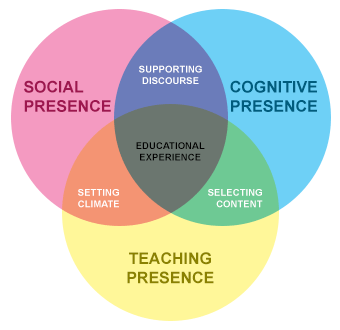 SUPPORTING
DISCOURSE
SOCIAL
PRESENCE
COGNITIVE
PRESENCE
EDUCATIONAL
EXPERIENCE
SETTING
CLIMATE
SELECTING
CONTENT
TEACHING
PRESENCE